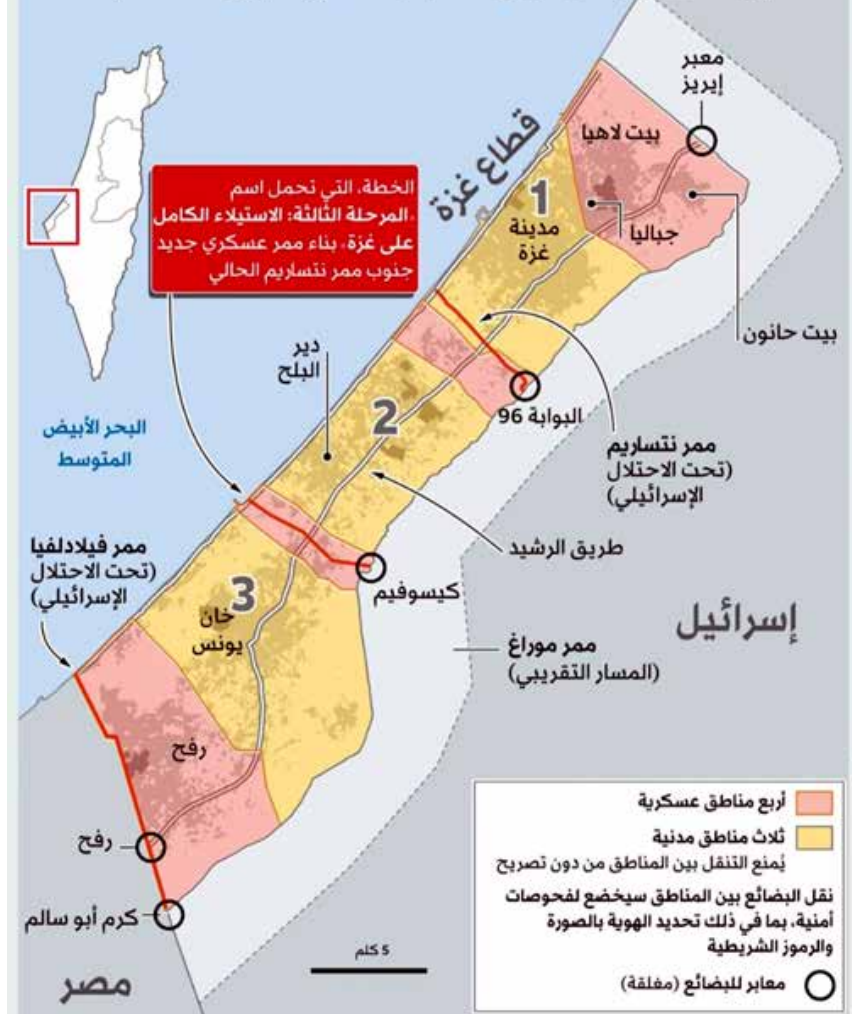 معبر
إيريز
بيت لاهيا
قطاع غزة
1
مدينة
غزة
جباليا
الخطة، التي تحمل اسم
«المرحلة الثالثة: الاستيلاء الكامل
على غزة» بناء ممر عسكري جديد
جنوب ممر نتساريم الحالي
بيت حانون
دير
البلح
2
البوابة 96
البحر الأبيض
المتوسط
ممر نتساريم
(تحت الاحتلال
الإسرائيلي)
ممر فيلادلفيا
(تحت الاحتلال
الإسرائيلي)
طريق الرشيد
كيسوفيم
3
خان
يونس
إسرائيل
ممر موراغ
(المسار التقريبي)
رفح
رفح
كرم أبو سالم
مصر
5 كلم
أربع مناطق عسكرية
ثلاث مناطق مدنية
يُمنع التنقل بين المناطق من دون تصريح
نقل البضائع بين المناطق سيخضع لفحوصات
أمنية، بما في ذلك تحديد الهوية بالصورة
والرموز الشريطية
معابر للبضائع (مغلقة)